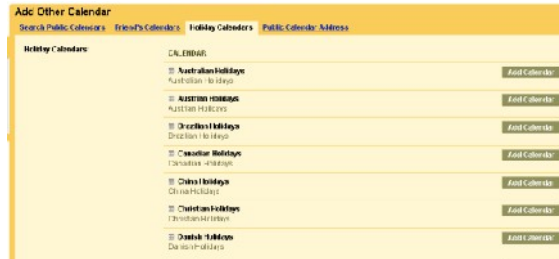 Add Other Calendar
Search Public Calendars Friend's Calendars Holiday Calendars Public Calendar Address
Holiday Calendars
CALENDAR
Australian Holidays Add Calendar
Australian Holidays
Austrian Holidays Add Calendar
Austrian Holidays
Brazilian Holidays Add Calendar
Brazilian Holidays
Canadian Holidays Add Calendar
Canadian Holidays
China Holidays Add Calendar
China Holidays
Christian Holidays Add Calendar
Christian Holidays
Danish Holidays Add Calendar
Danish Holidays